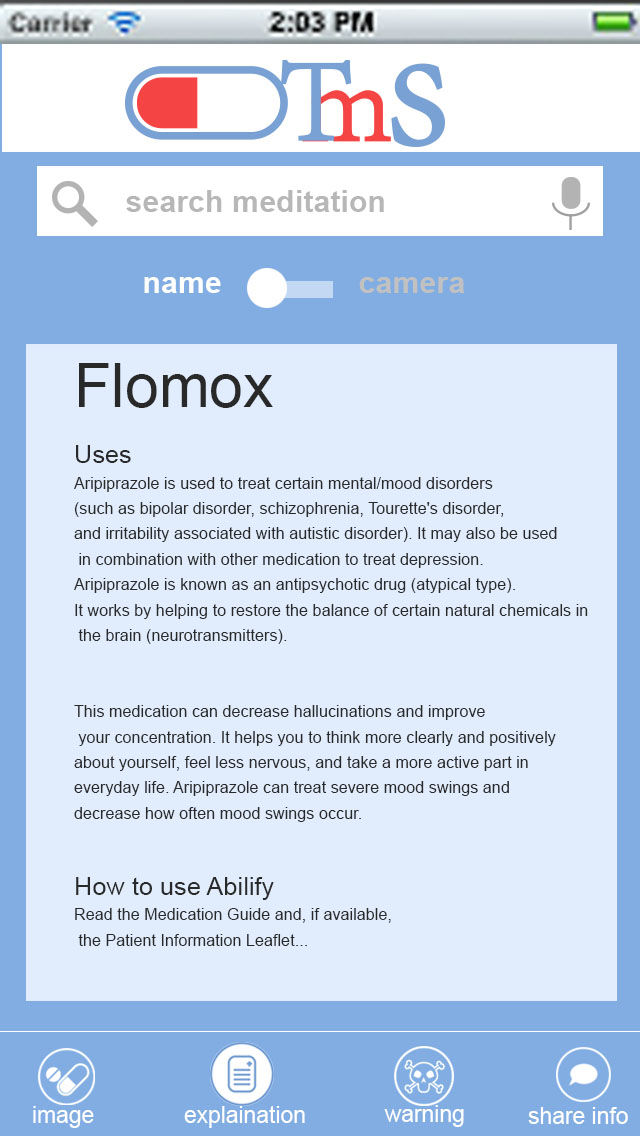 Carrier 2:03 PM
TmS
search meditation
name camera
Flomox
Uses
Aripiprazole is used to treat certain mental/mood disorders
(such as bipolar disorder, schizophrenia, Tourette's disorder,
and irritability associated with autistic disorder). It may also be used
in combination with other medication to treat depression.
Aripiprazole is known as an antipsychotic drug (atypical type).
It works by helping to restore the balance of certain natural chemicals in
the brain (neurotransmitters).
This medication can decrease hallucinations and improve
your concentration. It helps you to think more clearly and positively
about yourself, feel less nervous, and take a more active part in
everyday life. Aripiprazole can treat severe mood swings and
decrease how often mood swings occur.
How to use Abilify
Read the Medication Guide and, if available,
the Patient Information Leaflet...
image explaination warning share info